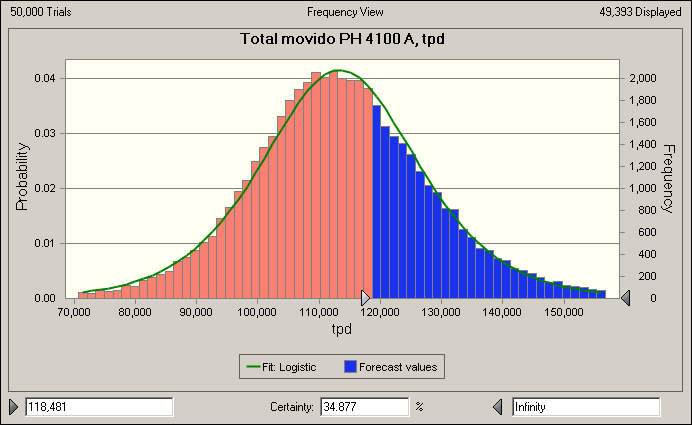 50,000 Trials Frequency View 49,393 Displayed
Total movido PH 4100 A, tpd
0.04 2,000
1,800
1,600
0.03
1,400
1,200
0.02 1,000
800
0.01
600
400
200
0.00 0
Probability
Frequency
70,000 80,000 90,000 100,000 110,000 120,000 130,000 140,000 150,000
tpd
Fit: Logistic Forecast values
118,481 Certainty: 34.877 % Infinity